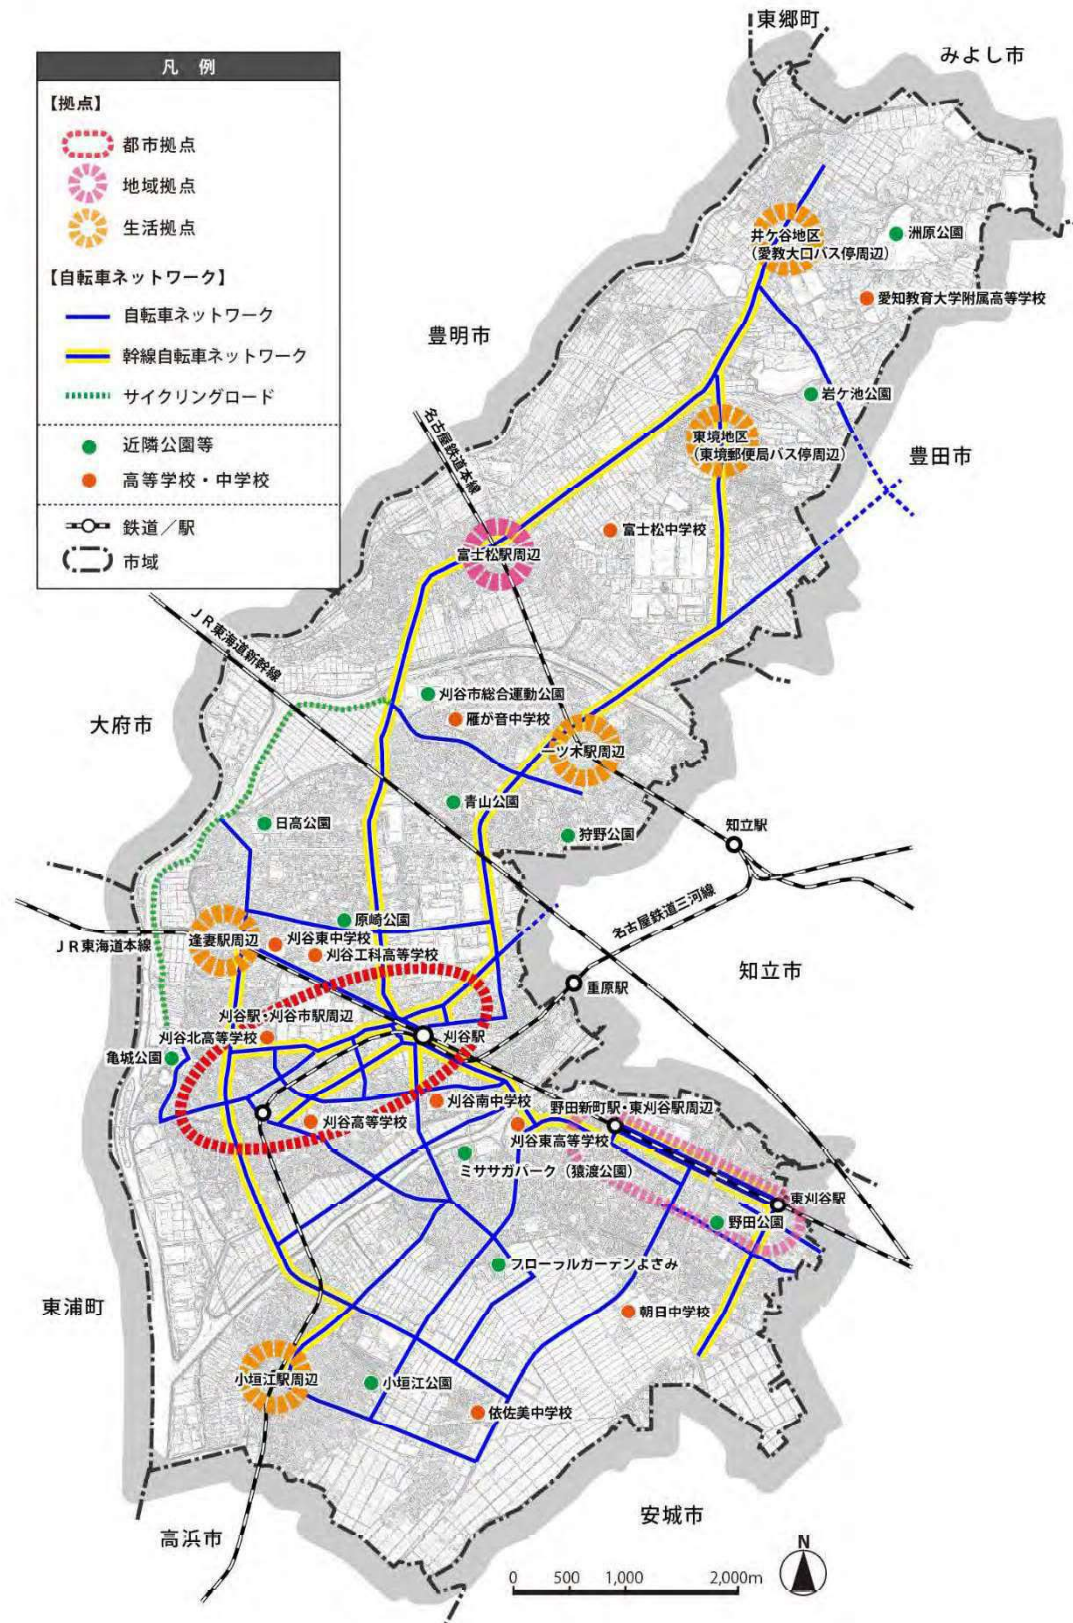 東郷町
みよし市
凡 例
【拠点】
都市拠点
地域拠点
生活拠点
【自転車ネットワーク】
自転車ネットワーク
幹線自転車ネットワーク
サイクリングロード
近隣公園等
高等学校・中学校
鉄道／駅
市域
井ケ谷地区
（愛教大口バス停周辺）
洲原公園
愛知教育大学附属高等学校
豊明市
岩ケ池公園
名古屋鉄道本線
東境地区
（東境郵便局バス停周辺）
豊田市
富士松中学校
富士松駅周辺
ＪＲ東海道新幹線
刈谷市総合運動公園
雁が音中学校
大府市
一ツ木駅周辺
青山公園
日高公園
狩野公園
知立駅
名古屋鉄道三河線
原崎公園
逢妻駅周辺
刈谷東中学校
ＪＲ東海道本線
刈谷工科高等学校
知立市
重原駅
刈谷駅・刈谷市駅周辺
刈谷北高等学校
刈谷駅
亀城公園
刈谷南中学校
野田新町駅・東刈谷駅周辺
刈谷高等学校
刈谷東高等学校
ミササガパーク（猿渡公園）
東刈谷駅
野田公園
フローラルガーデンよさみ
東浦町
朝日中学校
小垣江駅周辺
小垣江公園
依佐美中学校
安城市
高浜市
N
0 500 1,000 2,000m